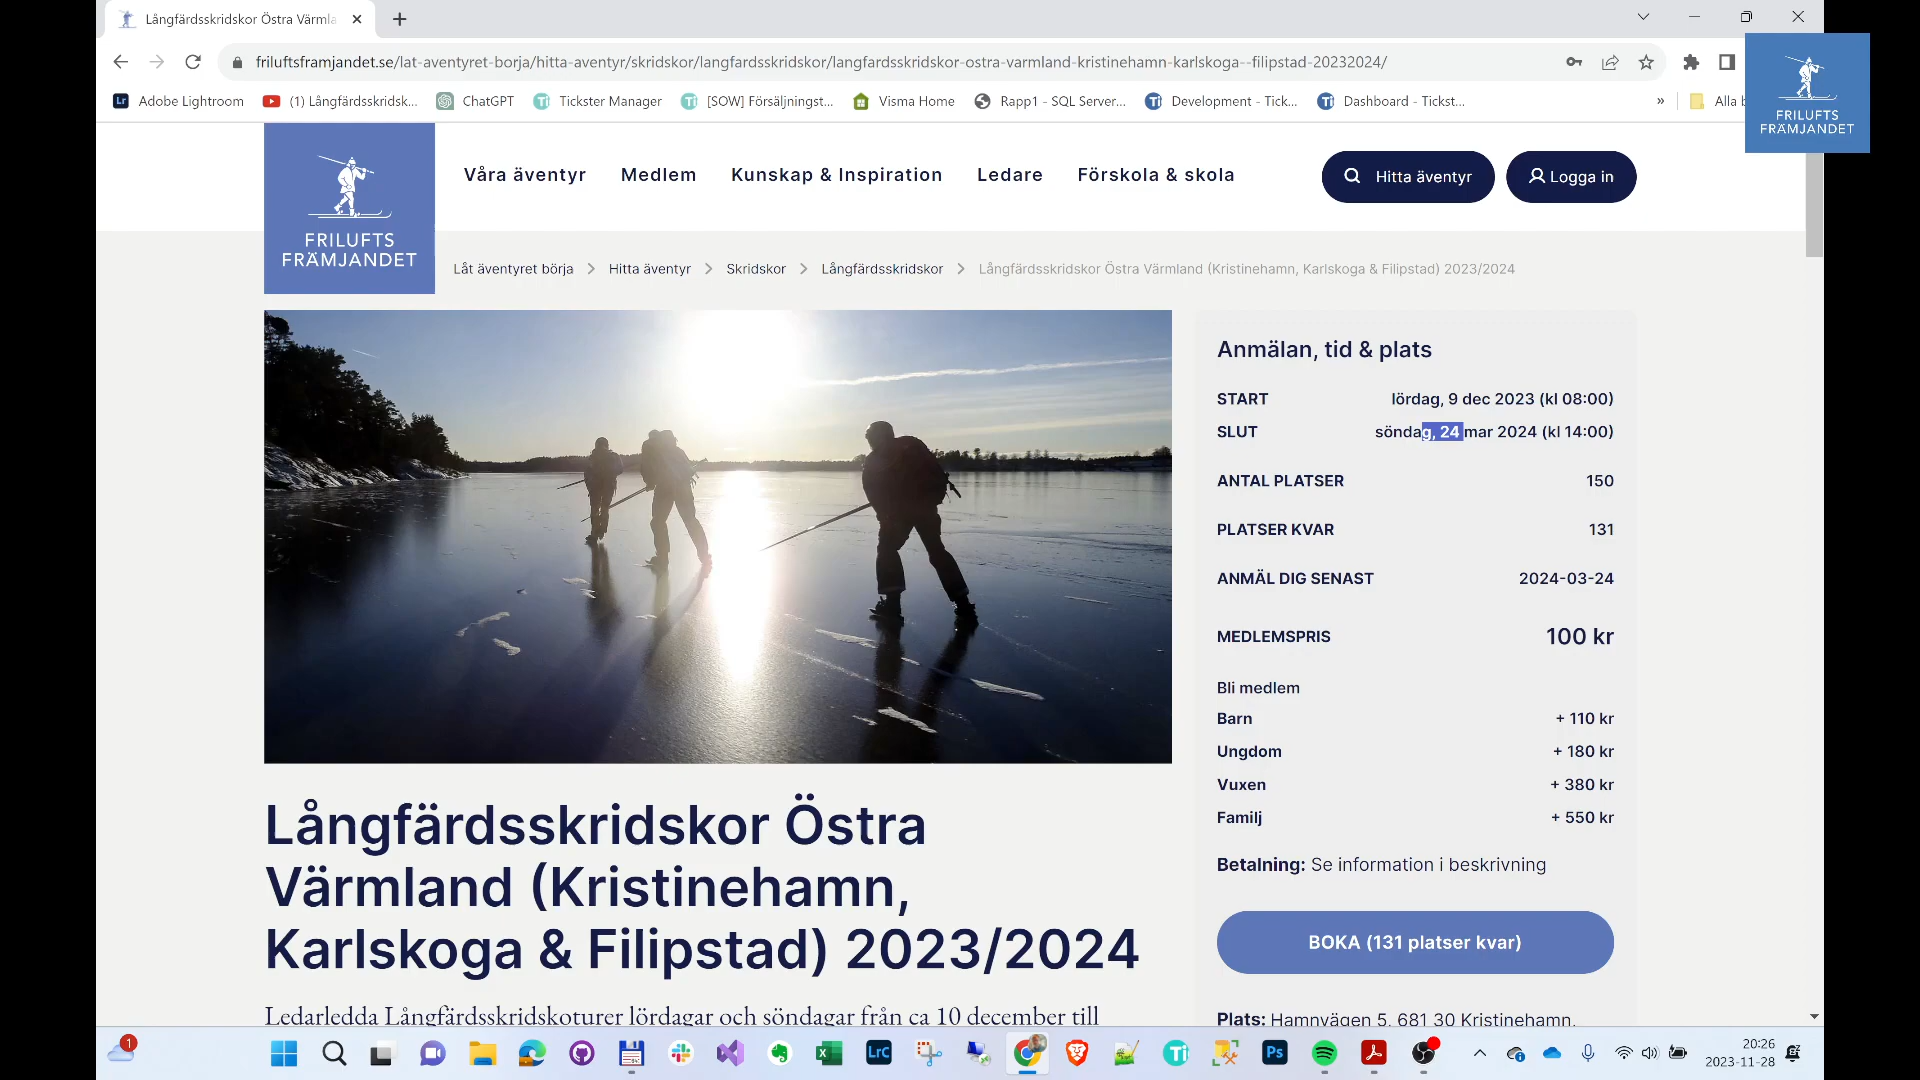 Långfärdsskridskor Östra Värmla
friluftsframjandet.se/lat-aventyret-borja/hitta-aventyr/skridskor/langfardsskridskor/langfardsskridskor-ostra-varmland-kristinehamn-karlskoga--filipstad-20232024/
Adobe Lightroom (1) Långfärdsskridsk... ChatGPT Tickster Manager [SOW] Försäljningst... Visma Home Rapp1 - SQL Server... Development - Tick... Dashboard - Tickst... » Alla b
FRILUFTS
FRÄMJANDET
Våra äventyr Medlem Kunskap & Inspiration Ledare Förskola & skola Hitta äventyr Logga in
FRILUFTS
FRÄMJANDET
Låt äventyret börja > Hitta äventyr > Skridskor > Långfärdsskridskor > Långfärdsskridskor Östra Värmland (Kristinehamn, Karlskoga & Filipstad) 2023/2024
Anmälan, tid & plats
START lördag, 9 dec 2023 (kl 08:00)
SLUT söndag, 24 mar 2024 (kl 14:00)
ANTAL PLATSER 150
PLATSER KVAR 131
ANMÄL DIG SENAST 2024-03-24
MEDLEMSPRIS 100 kr
Bli medlem
Barn + 110 kr
Ungdom + 180 kr
Vuxen + 380 kr
Familj + 550 kr
Betalning: Se information i beskrivning
BOKA (131 platser kvar)
Plats: Hamnvägen 5, 681 30 Kristinehamn,
Långfärdsskridskor Östra
Värmland (Kristinehamn,
Karlskoga & Filipstad) 2023/2024
Ledarledda Långfärdsskridskoturer lördagar och söndagar från ca 10 december till
1
LrC
Ps
20:26
2023-11-28